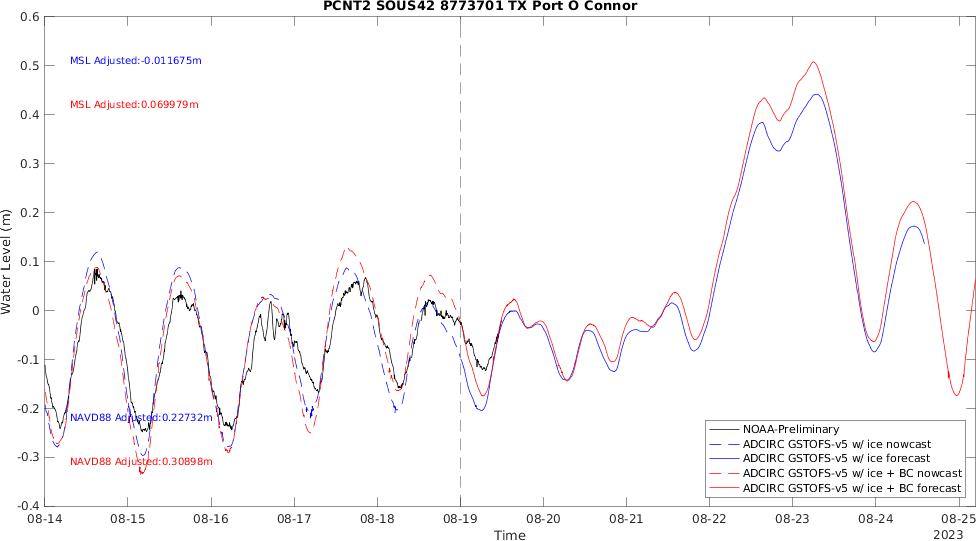 PCNT2 SOUS42 8773701 TX Port O Connor
0.6
0.5
0.4
0.3
0.2
0.1
0
-0.1
-0.2
-0.3
-0.4
Water Level (m)
MSL Adjusted:-0.011675m
MSL Adjusted:0.069979m
NAVD88 Adjusted:0.22732m
NAVD88 Adjusted:0.30898m
NOAA-Preliminary
ADCIRC GSTOFS-v5 w/ ice nowcast
ADCIRC GSTOFS-v5 w/ ice forecast
ADCIRC GSTOFS-v5 w/ ice + BC nowcast
ADCIRC GSTOFS-v5 w/ ice + BC forecast
08-14 08-15 08-16 08-17 08-18 08-19 08-20 08-21 08-22 08-23 08-24 08-25
Time
2023